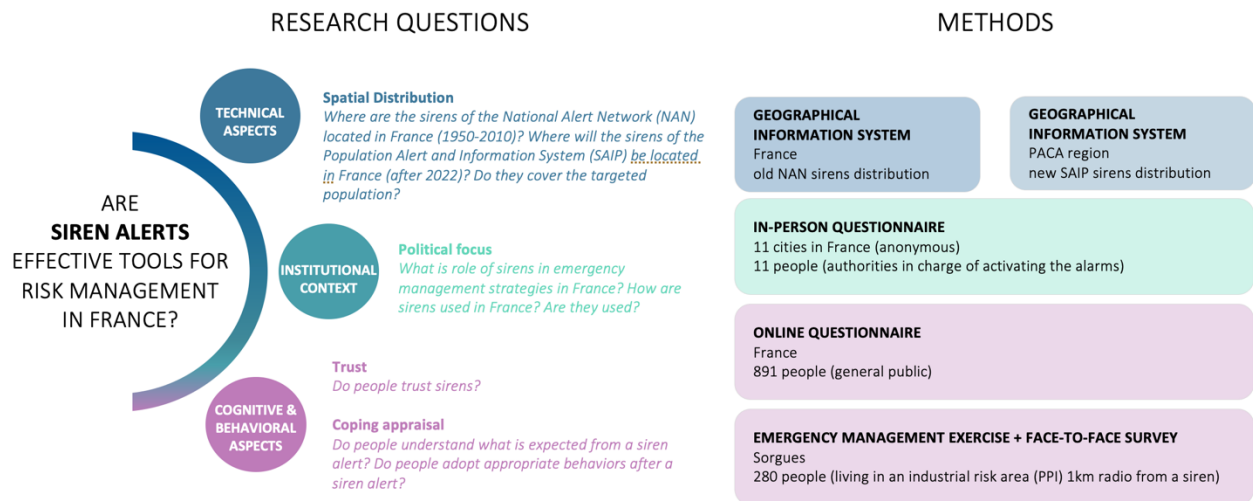 RESEARCH QUESTIONS
METHODS
ARE
SIREN ALERTS
EFFECTIVE TOOLS FOR
RISK MANAGEMENT
IN FRANCE?
TECHNICAL
ASPECTS
Spatial Distribution
Where are the sirens of the National Alert Network (NAN)
located in France (1950-2010)? Where will the sirens of the
Population Alert and Information System (SAIP) be located
in France (after 2022)? Do they cover the targeted
population?
INSTITUTIONAL
CONTEXT
Political focus
What is role of sirens in emergency
management strategies in France? How are
sirens used in France? Are they used?
COGNITIVE &
BEHAVIORAL
ASPECTS
Trust
Do people trust sirens?
Coping appraisal
Do people understand what is expected from a siren
alert? Do people adopt appropriate behaviors after a
siren alert?
GEOGRAPHICAL
INFORMATION SYSTEM
France
old NAN sirens distribution
GEOGRAPHICAL
INFORMATION SYSTEM
PACA region
new SAIP sirens distribution
IN-PERSON QUESTIONNAIRE
11 cities in France (anonymous)
11 people (authorities in charge of activating the alarms)
ONLINE QUESTIONNAIRE
France
891 people (general public)
EMERGENCY MANAGEMENT EXERCISE + FACE-TO-FACE SURVEY
Sorgues
280 people (living in an industrial risk area (PPI) 1km radio from a siren)